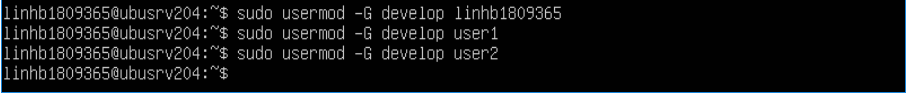 linhb1809365@ubusrv204:~$ sudo usermod -G develop linhb1809365
linhb1809365@ubusrv204:~$ sudo usermod -G develop user1
linhb1809365@ubusrv204:~$ sudo usermod -G develop user2
linhb1809365@ubusrv204:~$